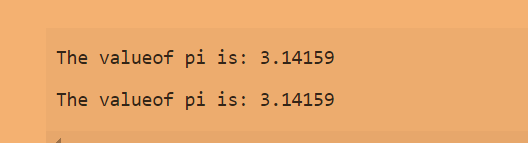 The valueof pi is: 3.14159
The valueof pi is: 3.14159